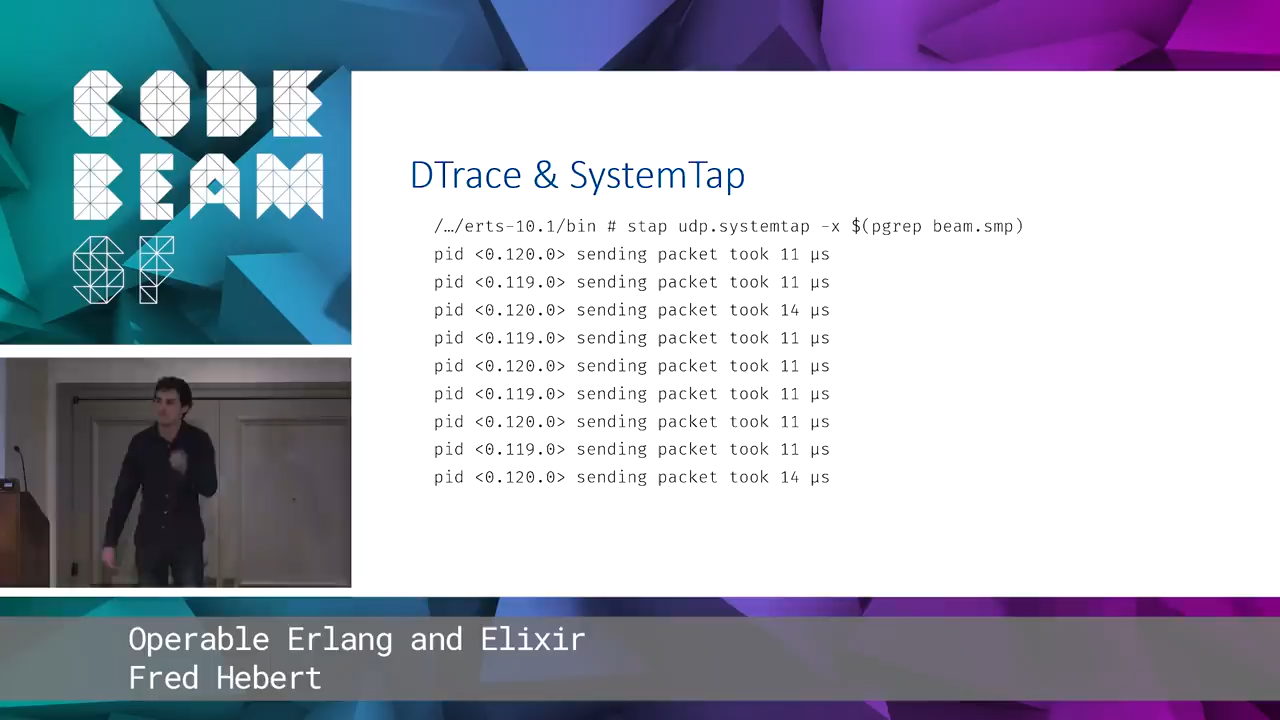 CODE
BEAM
SF
DTrace & SystemTap
/…/erts-10.1/bin # stap udp.systemtap -x $(pgrep beam.smp)
pid <0.120.0> sending packet took 11 µs
pid <0.119.0> sending packet took 11 µs
pid <0.120.0> sending packet took 14 µs
pid <0.119.0> sending packet took 11 µs
pid <0.120.0> sending packet took 11 µs
pid <0.119.0> sending packet took 11 µs
pid <0.120.0> sending packet took 11 µs
pid <0.119.0> sending packet took 11 µs
pid <0.120.0> sending packet took 14 µs
Operable Erlang and Elixir
Fred Hebert